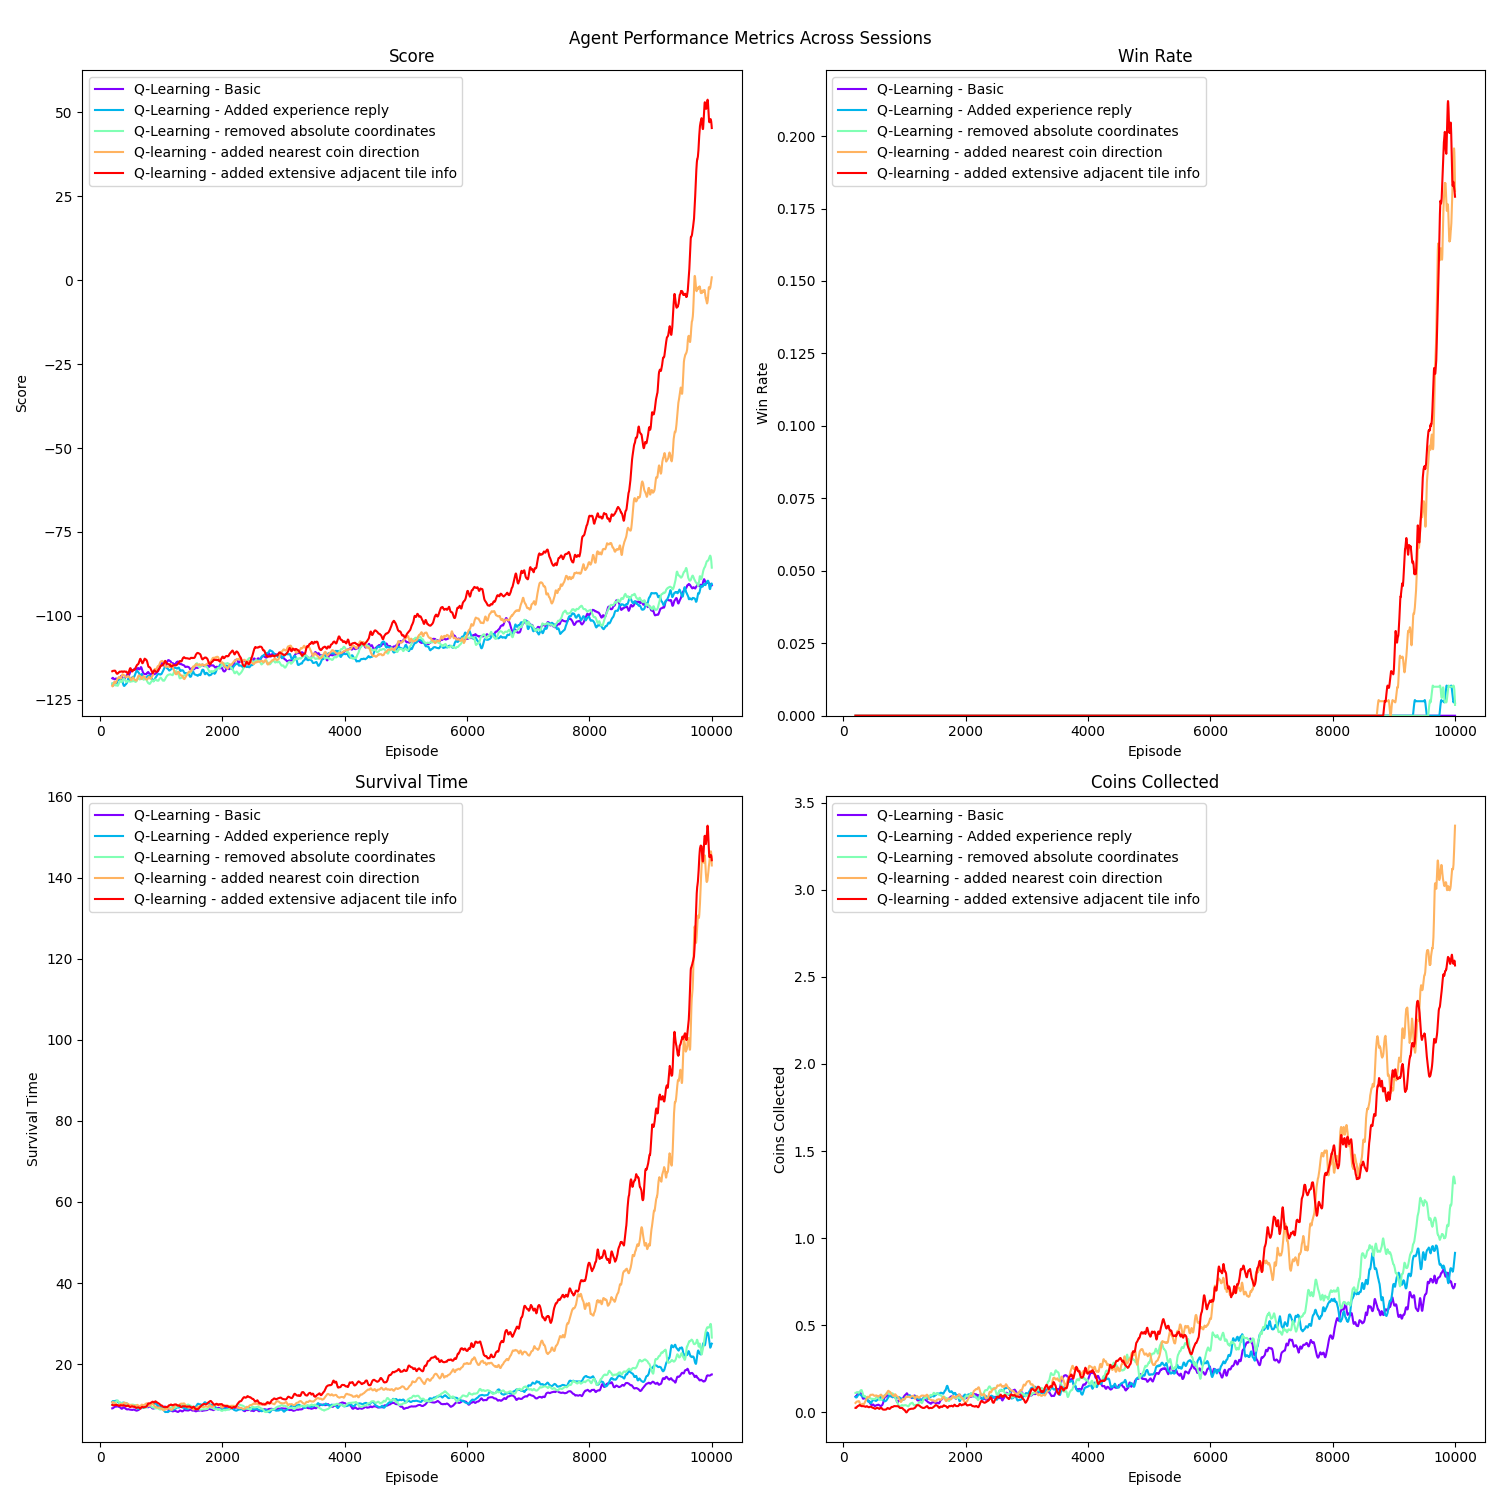 Agent Performance Metrics Across Sessions
Score
Q-Learning - Basic
Q-Learning - Added experience reply
Q-Learning - removed absolute coordinates
Q-learning - added nearest coin direction
Q-learning - added extensive adjacent tile info
50
25
0
−25
−50
−75
−100
−125
Score
0 2000 4000 6000 8000 10000
Episode
Win Rate
Q-Learning - Basic
Q-Learning - Added experience reply
Q-Learning - removed absolute coordinates
Q-learning - added nearest coin direction
Q-learning - added extensive adjacent tile info
0.200
0.175
0.150
0.125
0.100
0.075
0.050
0.025
0.000
Win Rate
0 2000 4000 6000 8000 10000
Episode
Survival Time
Q-Learning - Basic
Q-Learning - Added experience reply
Q-Learning - removed absolute coordinates
Q-learning - added nearest coin direction
Q-learning - added extensive adjacent tile info
160
140
120
100
80
60
40
20
Survival Time
0 2000 4000 6000 8000 10000
Episode
Coins Collected
Q-Learning - Basic
Q-Learning - Added experience reply
Q-Learning - removed absolute coordinates
Q-learning - added nearest coin direction
Q-learning - added extensive adjacent tile info
3.5
3.0
2.5
2.0
1.5
1.0
0.5
0.0
Coins Collected
0 2000 4000 6000 8000 10000
Episode